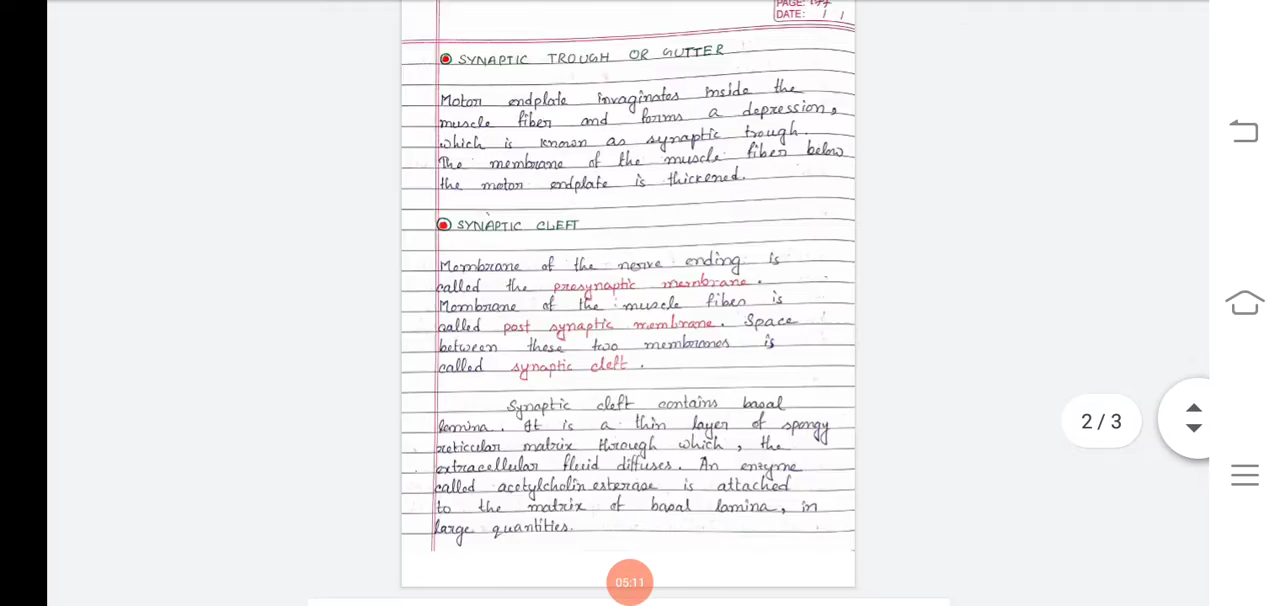 PAGE:
DATE: / /
SYNAPTIC TROUGH OR GUTTER
Motor endplate invaginates inside the
muscle fiber and forms a depression,
which is known as synaptic trough.
The membrane of the muscle fiber below
the motor endplate is thickened.
SYNAPTIC CLEFT
Membrane of the nerve ending is
called the presynaptic membrane.
Membrane of the muscle fiber is
called post synaptic membrane. Space
between these two membranes is
called synaptic cleft.
Synaptic cleft contains basal
lamina. It is a thin layer of spongy
reticular matrix through which, the
extracellular fluid diffuses. An enzyme
called acetylcholin esterase is attached
to the matrix of basal lamina, in
large quantities.
2 / 3
05:11